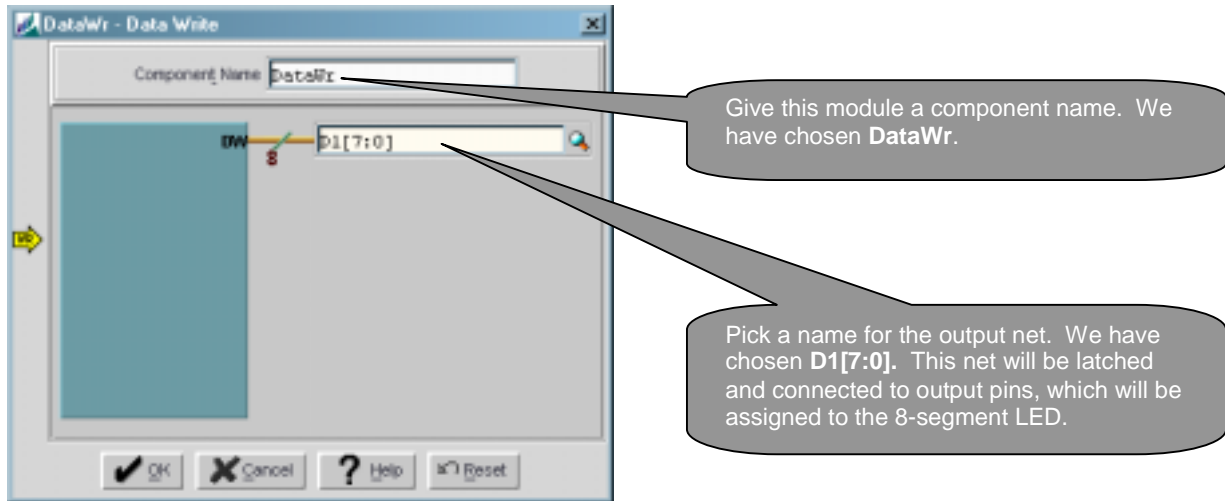 DataWr - Data Write
Component Name DataWr
DW D1[7:0]
8
Give this module a component name. We
have chosen DataWr.
Pick a name for the output net. We have
chosen D1[7:0]. This net will be latched
and connected to output pins, which will be
assigned to the 8-segment LED.
OK Cancel Help Reset